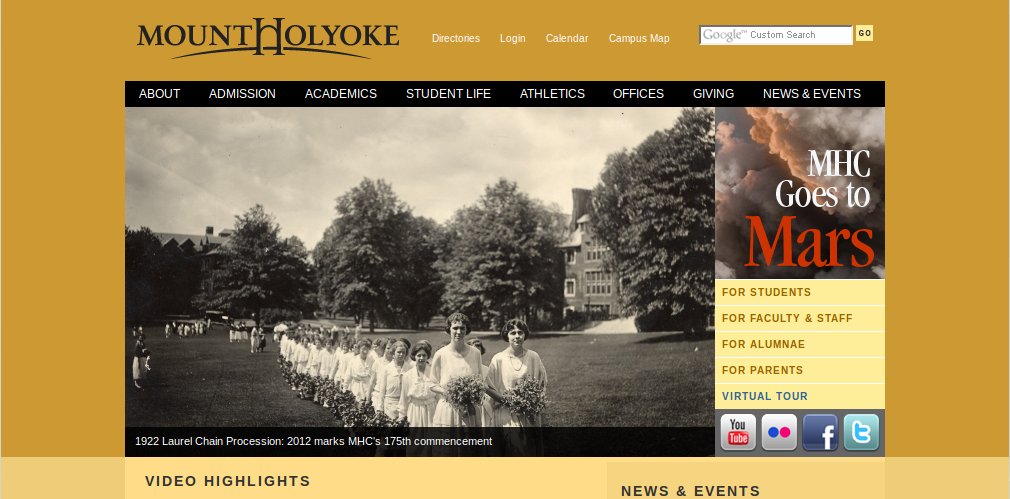 MOUNT HOLYOKE
Directories Login Calendar Campus Map
Google™ Custom Search
GO
ABOUT ADMISSION ACADEMICS STUDENT LIFE ATHLETICS OFFICES GIVING NEWS & EVENTS
MHC
Goes to
Mars
FOR STUDENTS
FOR FACULTY & STAFF
FOR ALUMNAE
FOR PARENTS
VIRTUAL TOUR
You
Tube
f
t
1922 Laurel Chain Procession: 2012 marks MHC's 175th commencement
VIDEO HIGHLIGHTS
NEWS & EVENTS